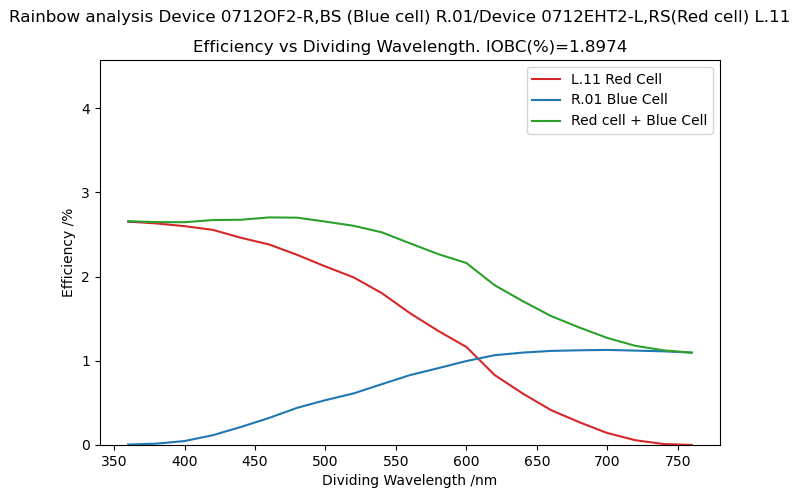 Rainbow analysis Device 0712OF2-R,BS (Blue cell) R.01/Device 0712EHT2-L,RS(Red cell) L.11
Efficiency vs Dividing Wavelength. IOBC(%)=1.8974
L.11 Red Cell
R.01 Blue Cell
Red cell + Blue Cell
Efficiency /%
4
3
2
1
0
350 400 450 500 550 600 650 700 750
Dividing Wavelength /nm